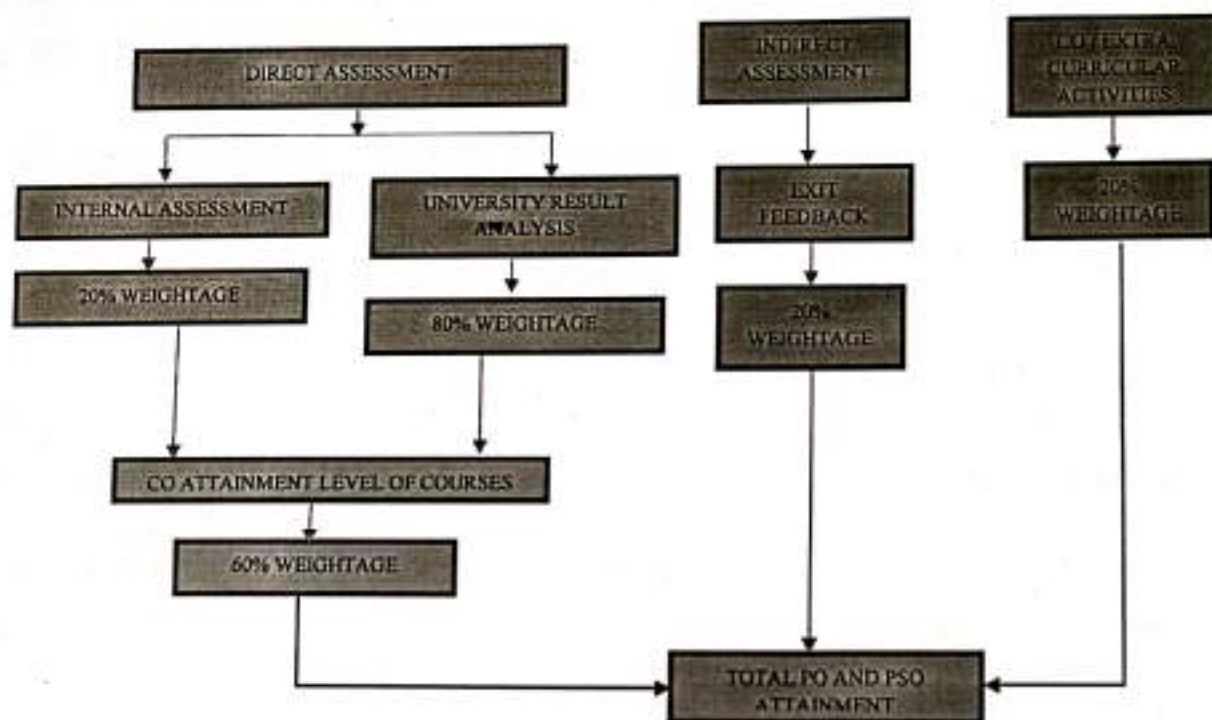 DIRECT ASSESSMENT
INDIRECT
ASSESSMENT
CO / EXTRA
CURRICULAR
ACTIVITIES
INTERNAL ASSESSMENT
UNIVERSITY RESULT
ANALYSIS
EXIT
FEEDBACK
20%
WEIGHTAGE
20% WEIGHTAGE
80% WEIGHTAGE
20%
WEIGHTAGE
CO ATTAINMENT LEVEL OF COURSES
60% WEIGHTAGE
TOTAL PO AND PSO
ATTAINMENT